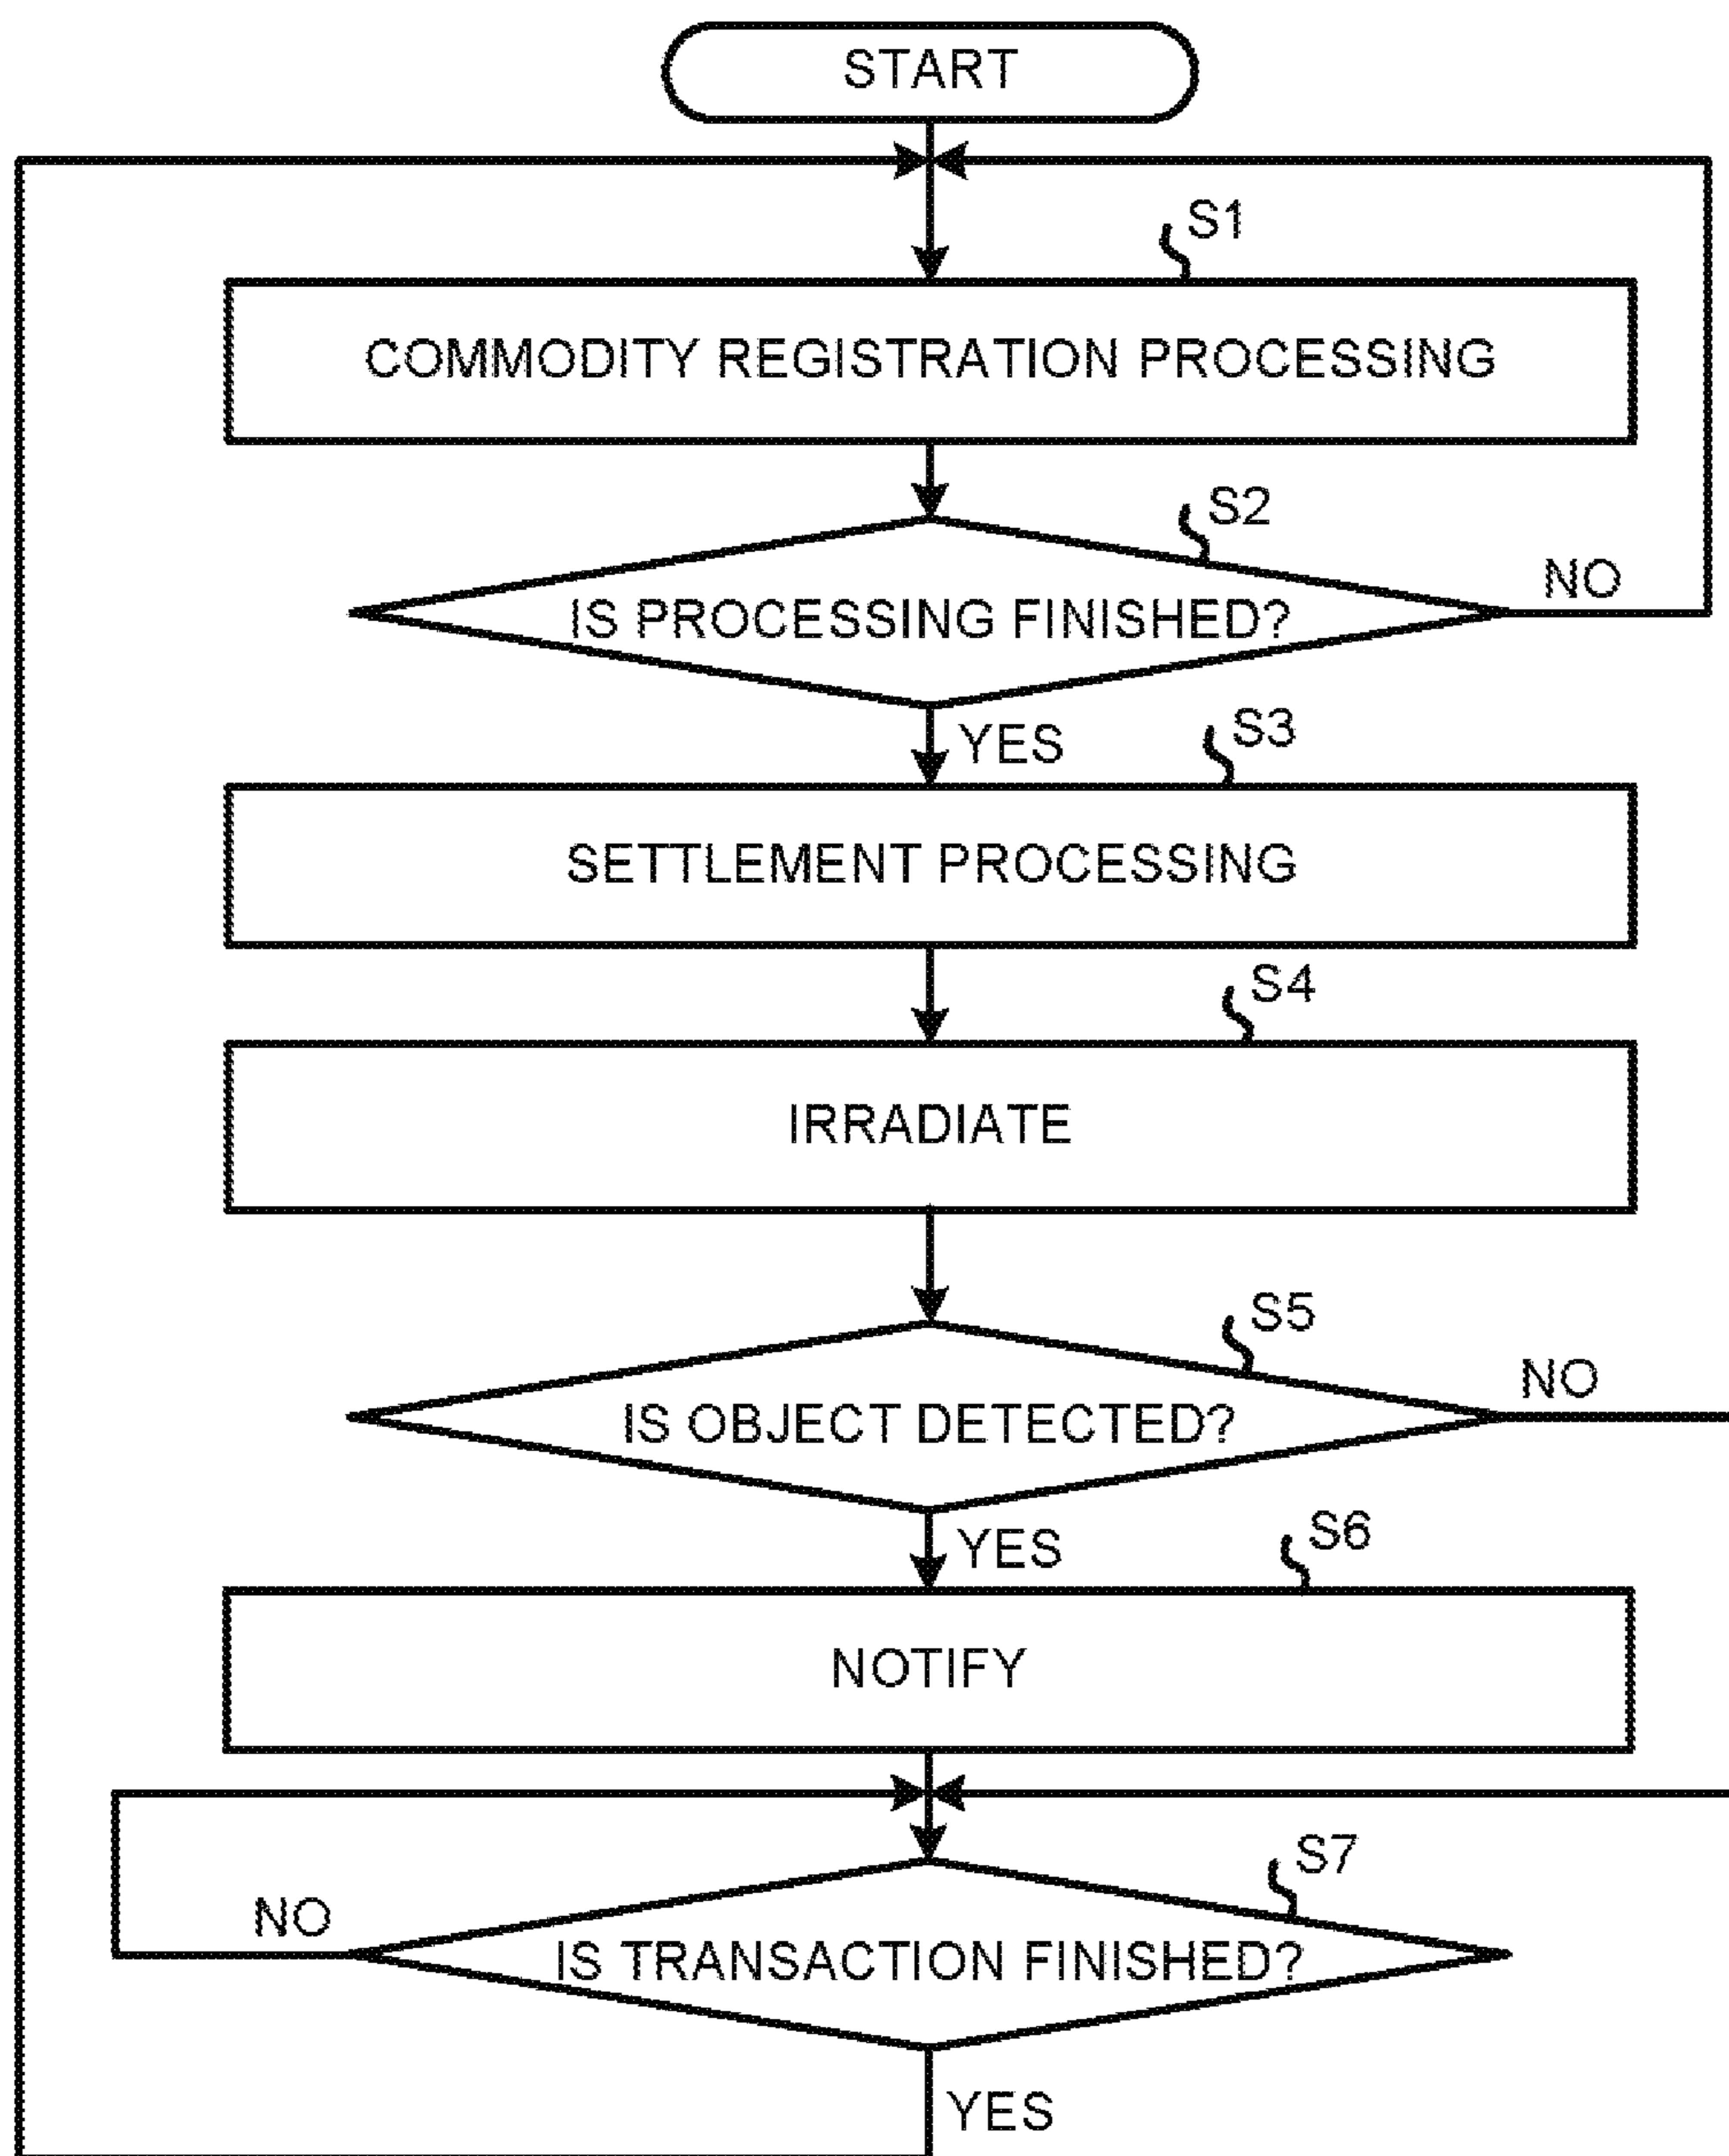 START
S1
COMMODITY REGISTRATION PROCESSING
S2
IS PROCESSING FINISHED?
NO
YES
S3
SETTLEMENT PROCESSING
S4
IRRADIATE
S5
IS OBJECT DETECTED?
NO
YES
S6
NOTIFY
S7
NO
IS TRANSACTION FINISHED?
YES